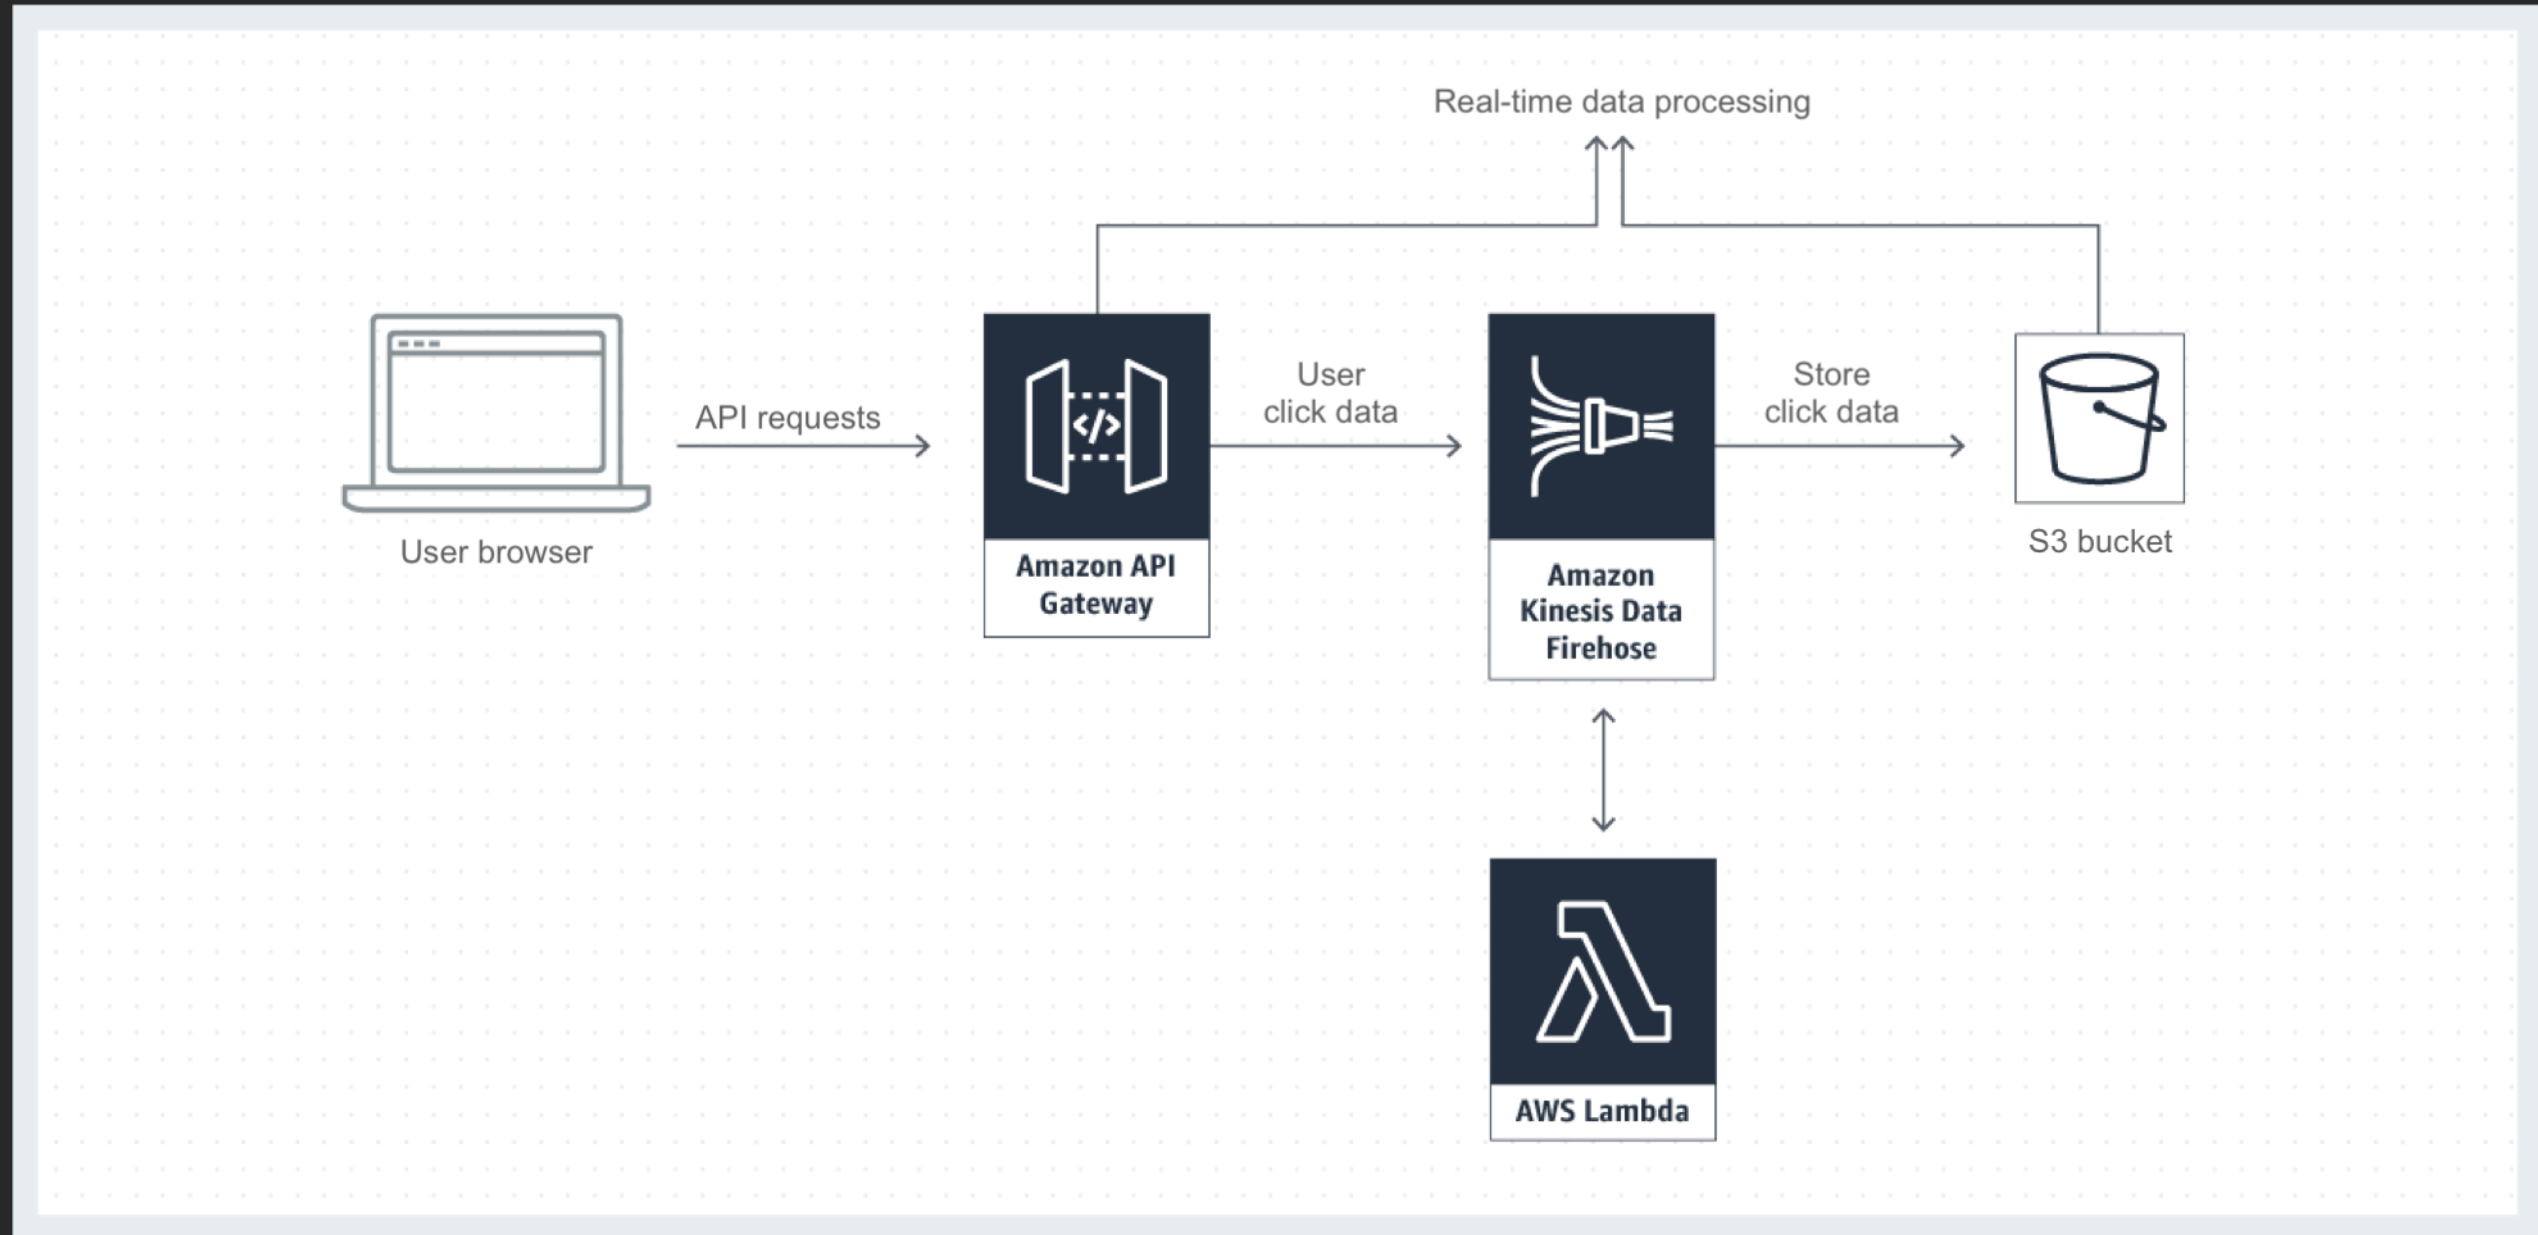 Real-time data processing
API requests
User
click data
Store
click data
User browser
Amazon API
Gateway
Amazon
Kinesis Data
Firehose
S3 bucket
AWS Lambda